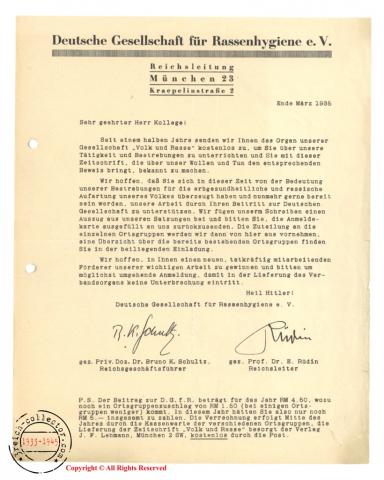 Deutsche Gesellschaft für Rassenhygiene e. V.
Reichsleitung
München 23
Kraepelinstraße 2
Ende März 1935
Sehr geehrter Herr Kollege!
Seit einem halben Jahre senden wir Ihnen das Organ unserer
Gesellschaft „Volk und Rasse" kostenlos zu, um Sie über unsere
Tätigkeit und Bestrebungen zu unterrichten und Sie mit dieser
Zeitschrift, die über unser Wollen und Tun den entsprechenden
Beweis bringt, bekannt zu machen.
Wir hoffen, daß Sie sich in dieser Zeit von der Bedeutung
unserer Bestrebungen für die erbgesundheitliche und rassische
Aufartung unseres Volkes überzeugt haben und nunmehr gerne bereit
sein werden, unsere Arbeit durch Ihren Beitritt zur Deutschen
Gesellschaft zu unterstützen. Wir fügen unserm Schreiben einen
Auszug aus unseren Satzungen bei und bitten Sie, die Anmelde-
karte ausgefüllt an uns zurückzusenden. Die Zuteilung an die
einzelnen Ortsgruppen werden wir dann von hier aus vornehmen.
Eine Übersicht über die bereits bestehenden Ortsgruppen finden
Sie in der beiliegenden Einladung.
Wir hoffen, in Ihnen einen neuen, tatkräftig mitarbeitenden
Förderer unserer wichtigen Arbeit zu gewinnen und bitten um
möglichst umgehende Anmeldung, damit in der Lieferung des Ver-
bandsorgans keine Unterbrechung eintritt.
Heil Hitler!
Deutsche Gesellschaft für Rassenhygiene e. V.
B. K. Schultz Rüdin
gez. Priv. Doz. Dr. Bruno K. Schultz gez. Prof. Dr. E. Rüdin
Reichsgeschäftsführer Reichsleiter
P.S. Der Beitrag zur D.G.f.R. beträgt für das Jahr RM 4.50, wozu
noch ein Ortsgruppenzuschlag von RM 1.50 (bei einigen Orts-
gruppen weniger) kommt. In diesem Jahr hätten Sie also nur noch
RM 5.— insgesamt zu zahlen. Die Verrechnung erfolgt Mitte des
Jahres durch die Kassenwarte der verschiedenen Ortsgruppen, die
Lieferung der Zeitschrift „Volk und Rasse" besorgt der Verlag
J. F. Lehmann, München 2 SW, kostenlos durch die Post.
reich-collector.com
1933-1945
Copyright © All Rights Reserved